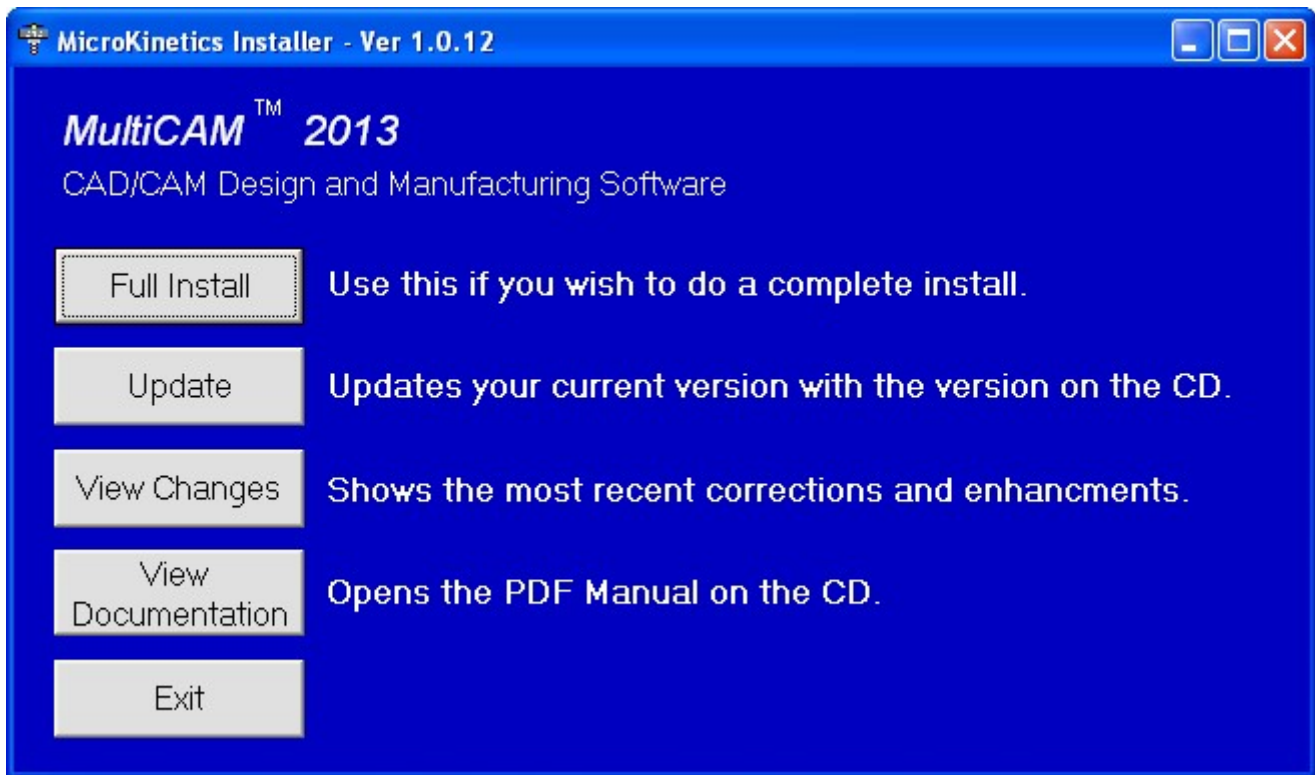 MicroKinetics Installer - Ver 1.0.12
MultiCAM ™ 2013
CAD/CAM Design and Manufacturing Software
Full Install Use this if you wish to do a complete install.
Update Updates your current version with the version on the CD.
View Changes Shows the most recent corrections and enhancments.
View
Documentation Opens the PDF Manual on the CD.
Exit